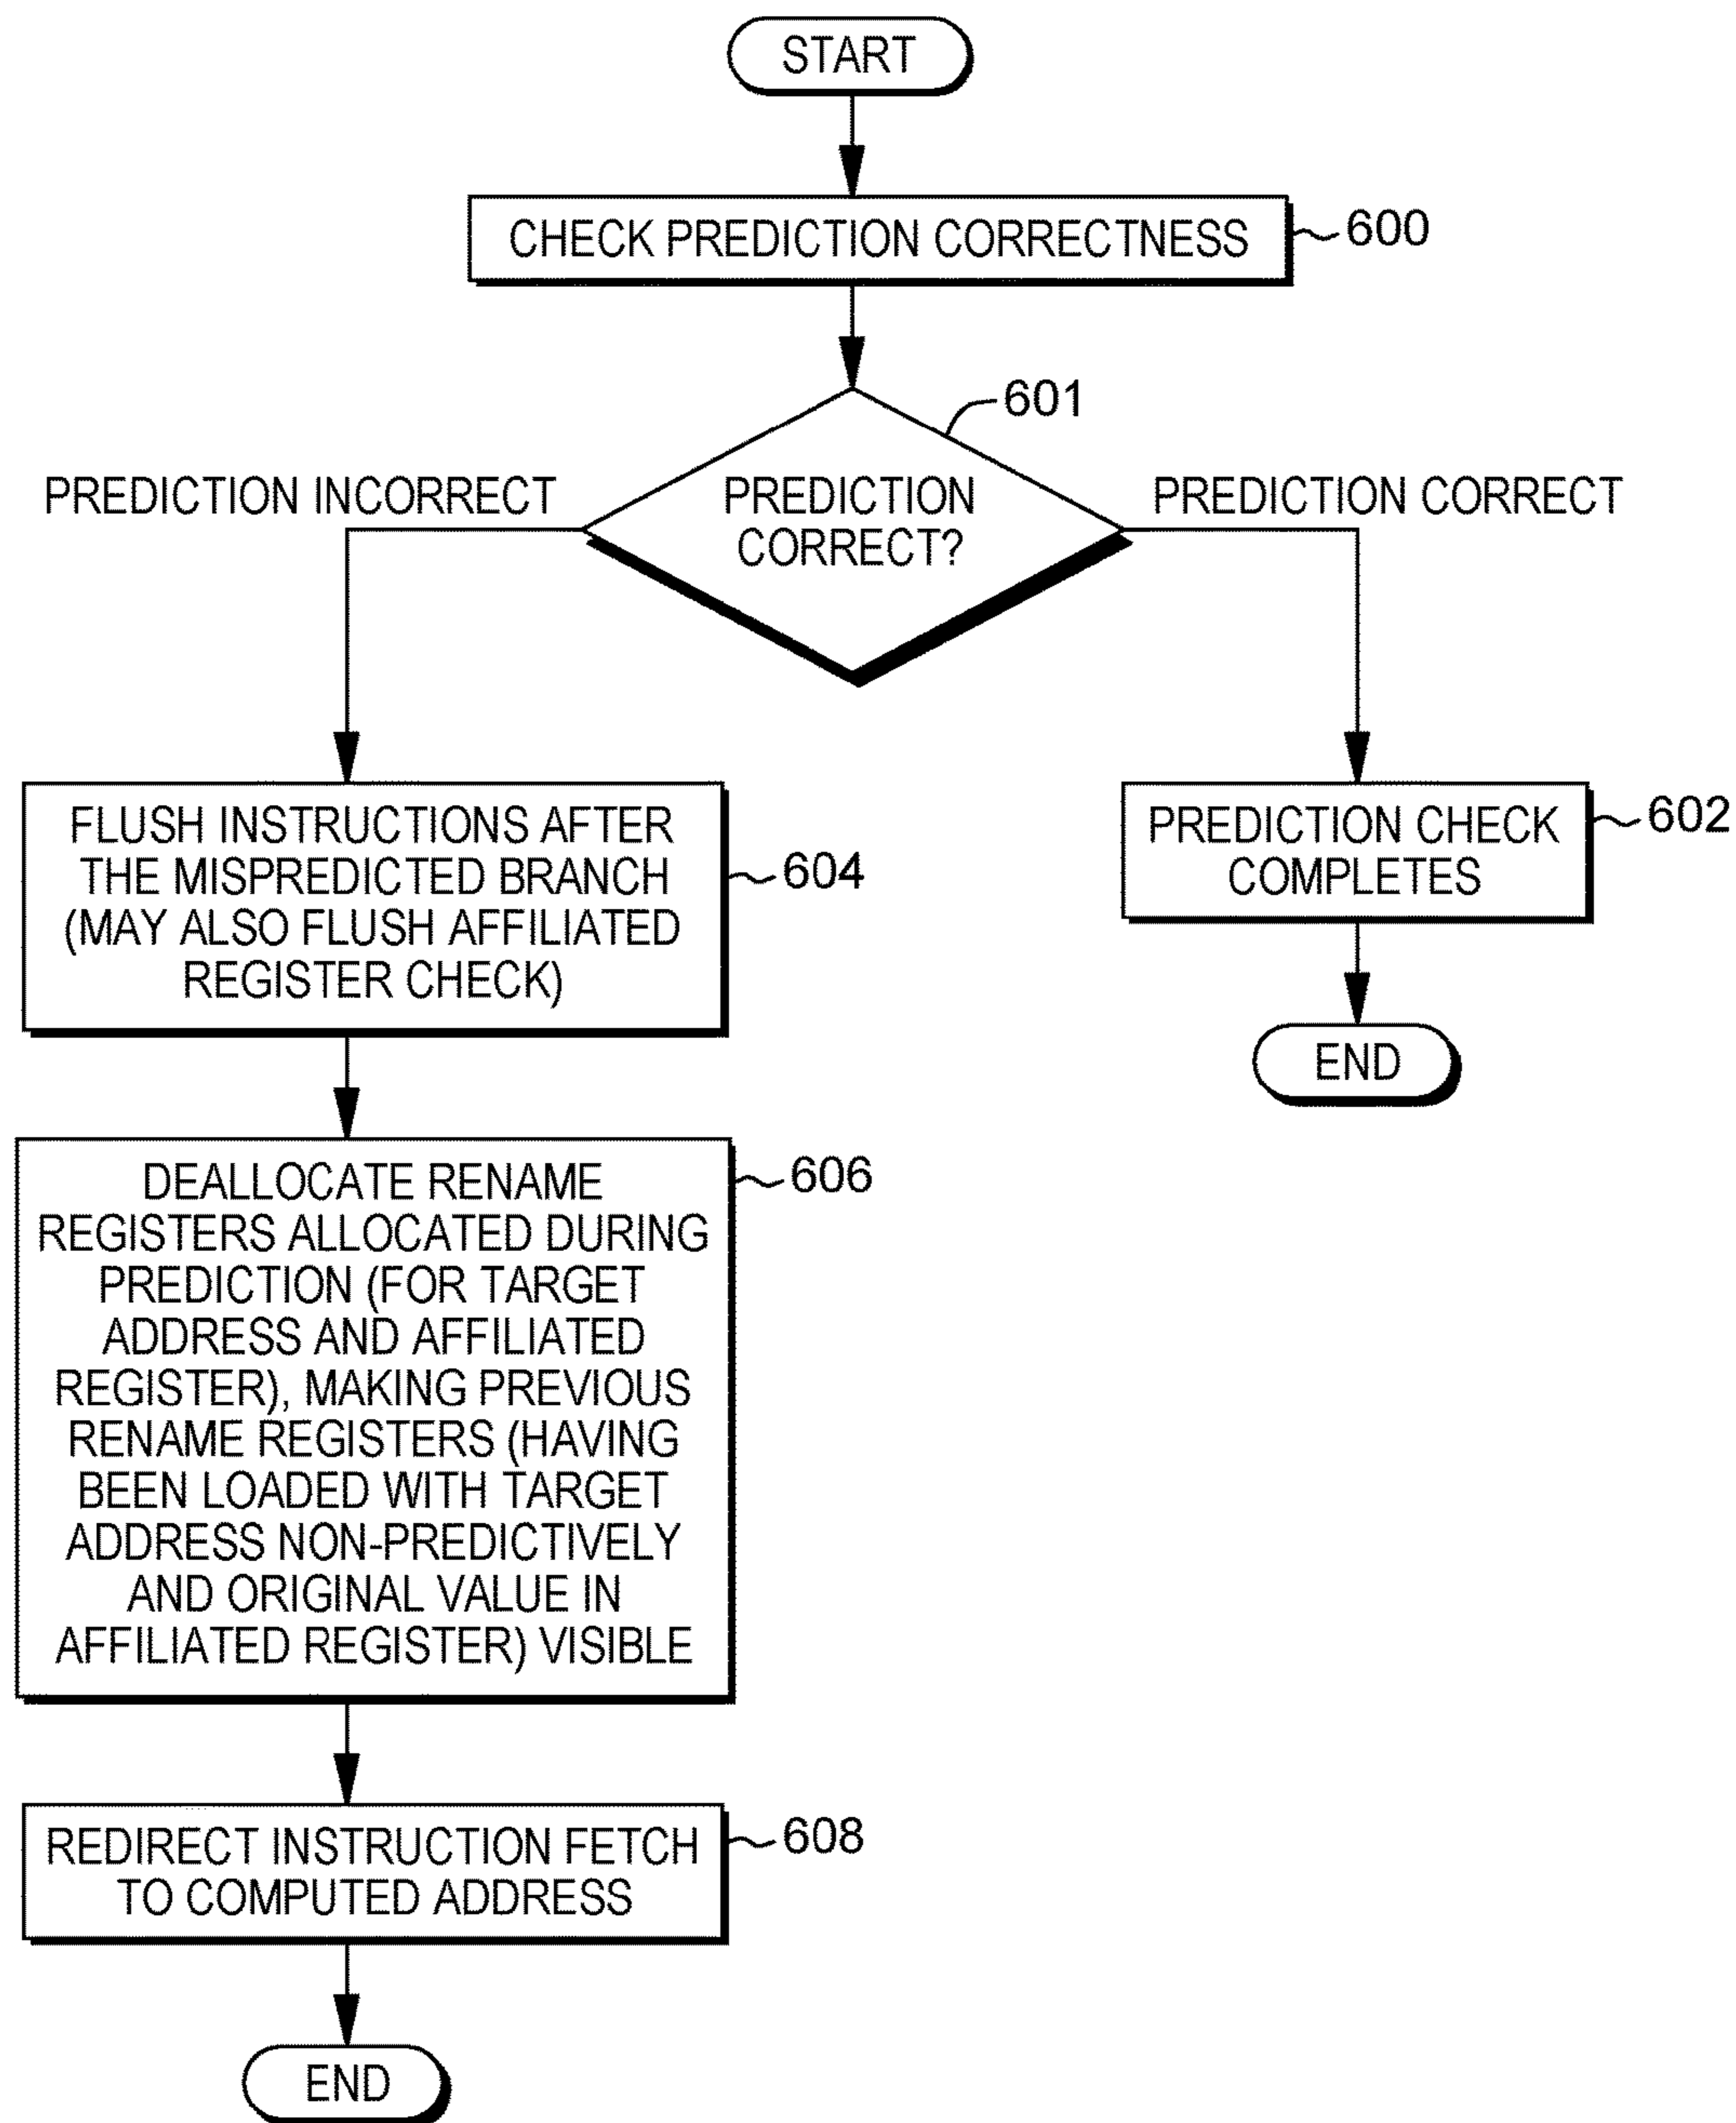 START
CHECK PREDICTION CORRECTNESS
600
601
PREDICTION INCORRECT
PREDICTION
CORRECT?
PREDICTION CORRECT
FLUSH INSTRUCTIONS AFTER
THE MISPREDICTED BRANCH
(MAY ALSO FLUSH AFFILIATED
REGISTER CHECK)
604
PREDICTION CHECK
COMPLETES
602
END
DEALLOCATE RENAME
REGISTERS ALLOCATED DURING
PREDICTION (FOR TARGET
ADDRESS AND AFFILIATED
REGISTER), MAKING PREVIOUS
RENAME REGISTERS (HAVING
BEEN LOADED WITH TARGET
ADDRESS NON-PREDICTIVELY
AND ORIGINAL VALUE IN
AFFILIATED REGISTER) VISIBLE
606
REDIRECT INSTRUCTION FETCH
TO COMPUTED ADDRESS
608
END